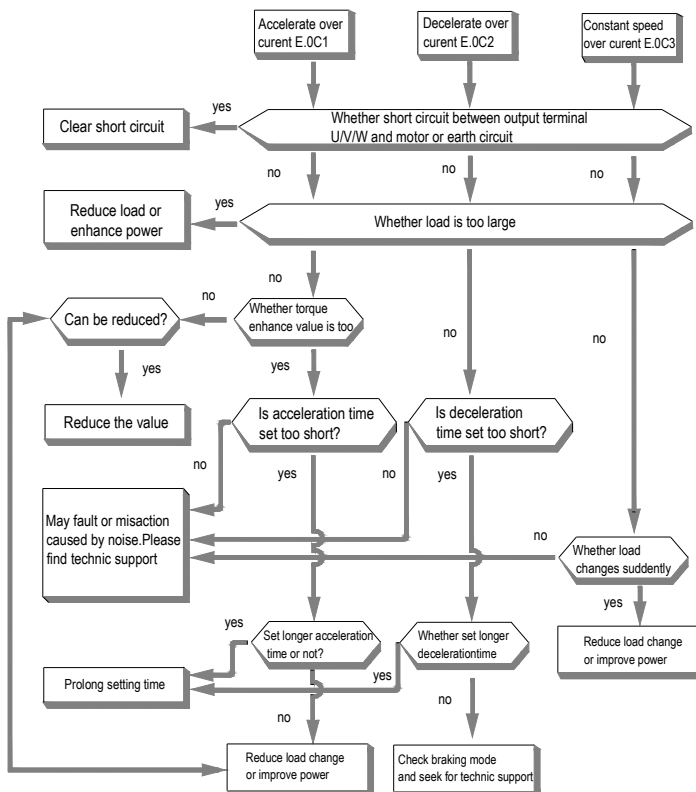 Accelerate over
curent E.0C1
Decelerate over
curent E.0C2
Constant speed
over curent E.0C3
yes
Clear short circuit
Whether short circuit between output terminal
U/V/W and motor or earth circuit
no
no
no
Reduce load or
enhance power
yes
Whether load is too large
no
no
Can be reduced?
Whether torque
enhance value is too
no
no
yes
yes
Reduce the value
Is acceleration time
set too short?
Is deceleration
time set too short?
no
yes
no
yes
May fault or misaction
caused by noise.Please
find technic support
no
Whether load
changes suddently
yes
yes
Set longer acceleration
time or not?
Whether set longer
decelerationtime
Reduce load change
or improve power
Prolong setting time
yes
no
no
Reduce load change
or improve power
Check braking mode
and seek for technic support